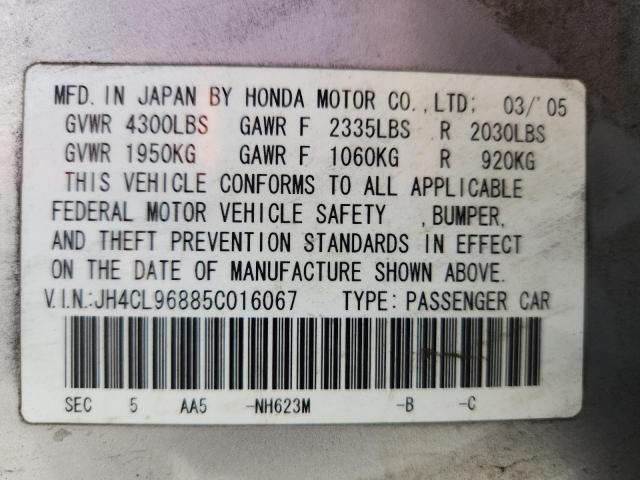 MFD. IN JAPAN BY HONDA MOTOR CO., LTD; 03/'05
GVWR 4300LBS GAWR F 2335LBS R 2030LBS
GVWR 1950KG GAWR F 1060KG R 920KG
THIS VEHICLE CONFORMS TO ALL APPLICABLE
FEDERAL MOTOR VEHICLE SAFETY , BUMPER,
AND THEFT PREVENTION STANDARDS IN EFFECT
ON THE DATE OF MANUFACTURE SHOWN ABOVE.
V.I.N.:JH4CL96885C016067 TYPE: PASSENGER CAR
SEC 5 AA5 -NH623M -B -C